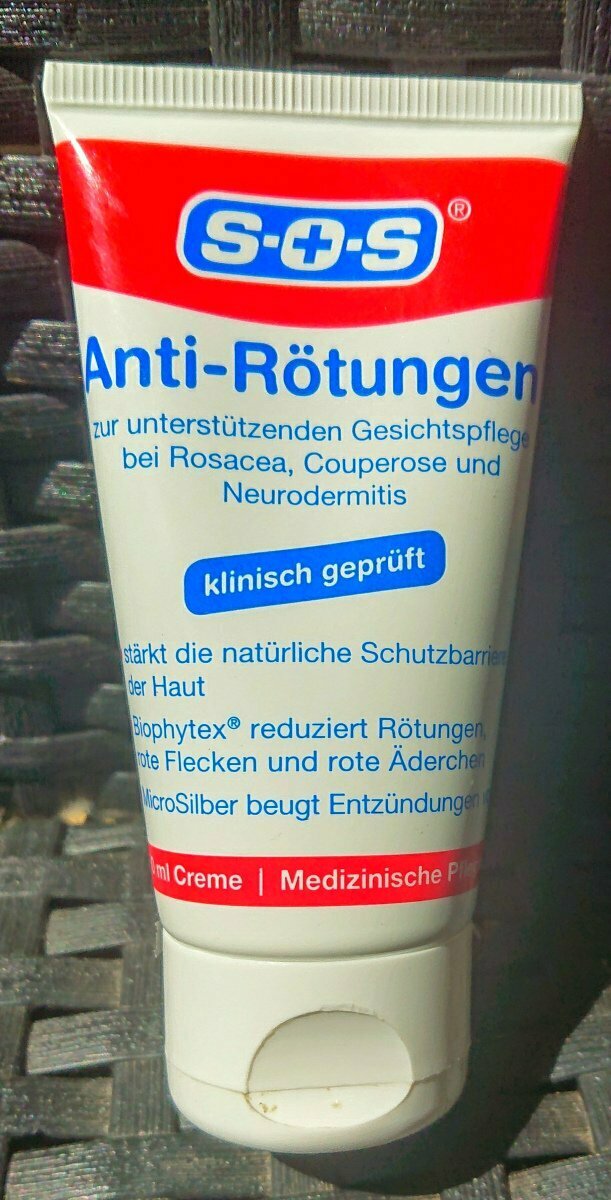 S-O-S®
Anti-Rötungen
zur unterstützenden Gesichtspflege
bei Rosacea, Couperose und
Neurodermitis
klinisch geprüft
stärkt die natürliche Schutzbarriere
der Haut
Biophytex® reduziert Rötungen,
rote Flecken und rote Äderchen
MicroSilber beugt Entzündungen
ml Creme | Medizinische